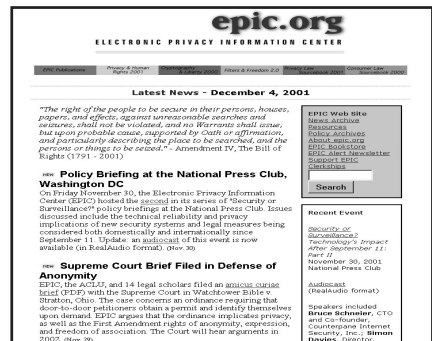 epic.org
ELECTRONIC PRIVACY INFORMATION CENTER
EPIC Publications
Privacy & Human
Rights 2001
Cryptography
& Liberty 2000
Filters & Freedom 2.0
Privacy Law
Sourcebook 2001
Consumer Law
Sourcebook 2000
Latest News - December 4, 2001
"The right of the people to be secure in their persons, houses,
papers, and effects, against unreasonable searches and
seizures, shall not be violated, and no Warrants shall issue,
but upon probable cause, supported by Oath or affirmation,
and particularly describing the place to be searched, and the
persons or things to be seized." - Amendment IV, The Bill of
Rights (1791 - 2001)
NEW Policy Briefing at the National Press Club,
Washington DC
On Friday November 30, the Electronic Privacy Information
Center (EPIC) hosted the second in its series of "Security or
Surveillance?" policy briefings at the National Press Club. Issues
discussed include the technical reliability and privacy
implications of new security systems and legal measures being
considered both domestically and internationally since
September 11. Update: an audiocast of this event is now
available (in RealAudio format). (Nov. 30)
NEW Supreme Court Brief Filed in Defense of
Anonymity
EPIC, the ACLU, and 14 legal scholars filed an amicus curiae
brief (PDF) with the Supreme Court in Watchtower Bible v.
Stratton, Ohio. The case concerns an ordinance requiring that
door-to-door petitioners obtain a permit and identify themselves
upon demand. EPIC argues that the ordinance implicates privacy,
as well as the First Amendment rights of anonymity, expression,
and freedom of association. The Court will hear arguments in
2002. (Nov. 29)
EPIC Web Site
News Archive
Resources
Policy Archives
About epic.org
EPIC Bookstore
EPIC Alert Newsletter
Support EPIC
Clerkships
Search
Recent Event
Security or
Surveillance?
Technology's Impact
After September 11:
Part II
November 30, 2001
National Press Club
Audiocast
(RealAudio format)
Speakers included
Bruce Schneier, CTO
and Co-founder,
Counterpane Internet
Security, Inc.; Simon
Davies, Director,